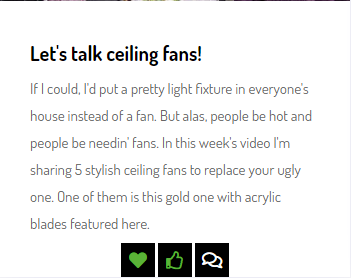 Let's talk ceiling fans!
If I could, I'd put a pretty light fixture in everyone's
house instead of a fan. But alas, people be hot and
people be needin' fans. In this week's video I'm
sharing 5 stylish ceiling fans to replace your ugly
one. One of them is this gold one with acrylic
blades featured here.